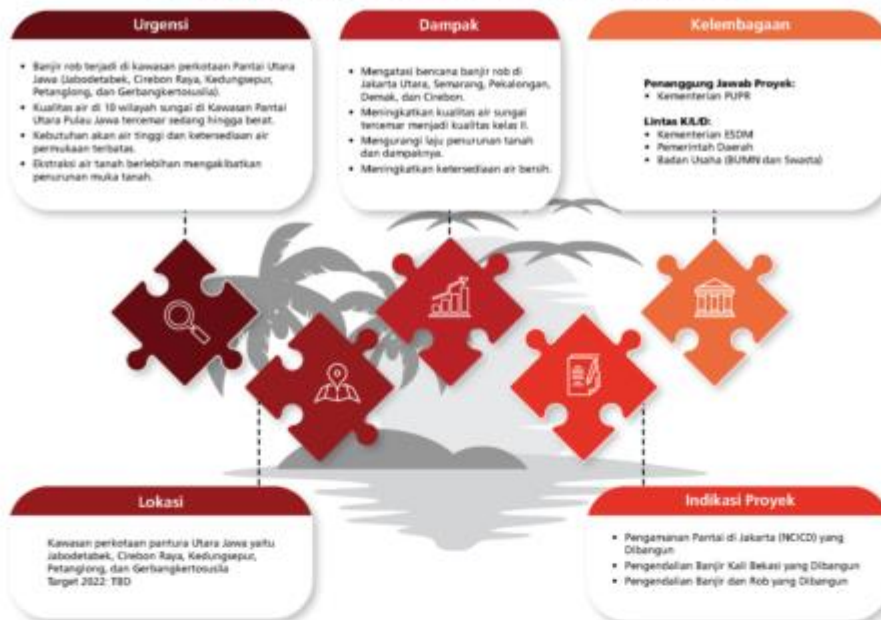 Urgensi
• Banjir rob terjadi di kawasan perkotaan Pantai Utara
Jawa (Jabodetabek, Cirebon Raya, Kedungsepur,
Petanglong, dan Gerbangkertosusila).
• Kualitas air di 10 wilayah sungai di Kawasan Pantai
Utara Pulau Jawa tercemar sedang hingga berat.
• Kebutuhan akan air tinggi dan ketersediaan air
permukaan terbatas.
• Ekstraksi air tanah berlebihan mengakibatkan
penurunan muka tanah.
Dampak
• Mengatasi bencana banjir rob di
Jakarta Utara, Semarang, Pekalongan,
Demak, dan Cirebon.
• Meningkatkan kualitas air sungai
tercemar menjadi kualitas kelas II.
• Mengurangi laju penurunan tanah
dan dampaknya.
• Meningkatkan ketersediaan air bersih.
Kelembagaan
Penanggung Jawab Proyek:
• Kementerian PUPR
Lintas K/L/D:
• Kementerian ESDM
• Pemerintah Daerah
• Badan Usaha (BUMN dan Swasta)
Lokasi
Kawasan perkotaan pantura Utara Jawa yaitu
Jabodetabek, Cirebon Raya, Kedungsepur,
Petanglong, dan Gerbangkertosusila
Target 2022: TBD
Indikasi Proyek
• Pengamanan Pantai di Jakarta (NCICD) yang
Dibangun
• Pengendalian Banjir Kali Bekasi yang Dibangun
• Pengendalian Banjir dan Rob yang Dibangun